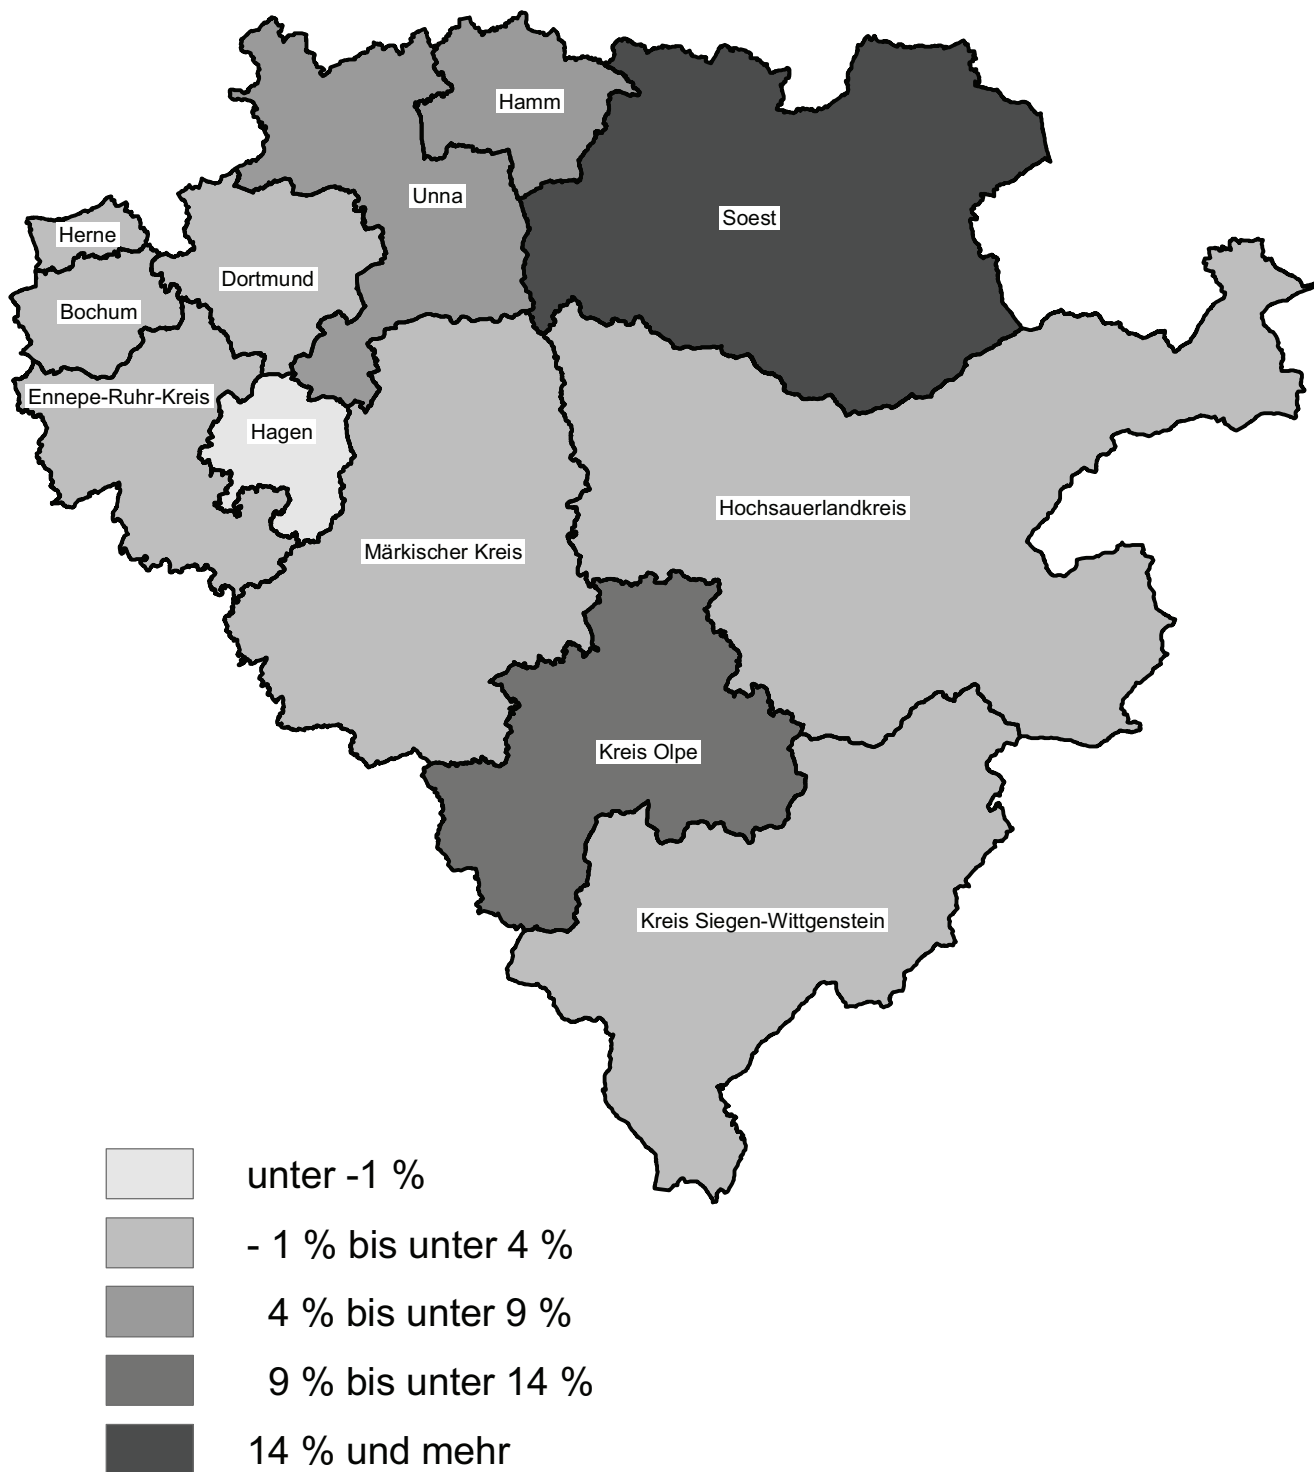 Hamm
Unna
Soest
Herne
Dortmund
Bochum
Ennepe-Ruhr-Kreis
Hagen
Hochsauerlandkreis
Märkischer Kreis
Kreis Olpe
Kreis Siegen-Wittgenstein
unter -1 %
- 1 % bis unter 4 %
4 % bis unter 9 %
9 % bis unter 14 %
14 % und mehr